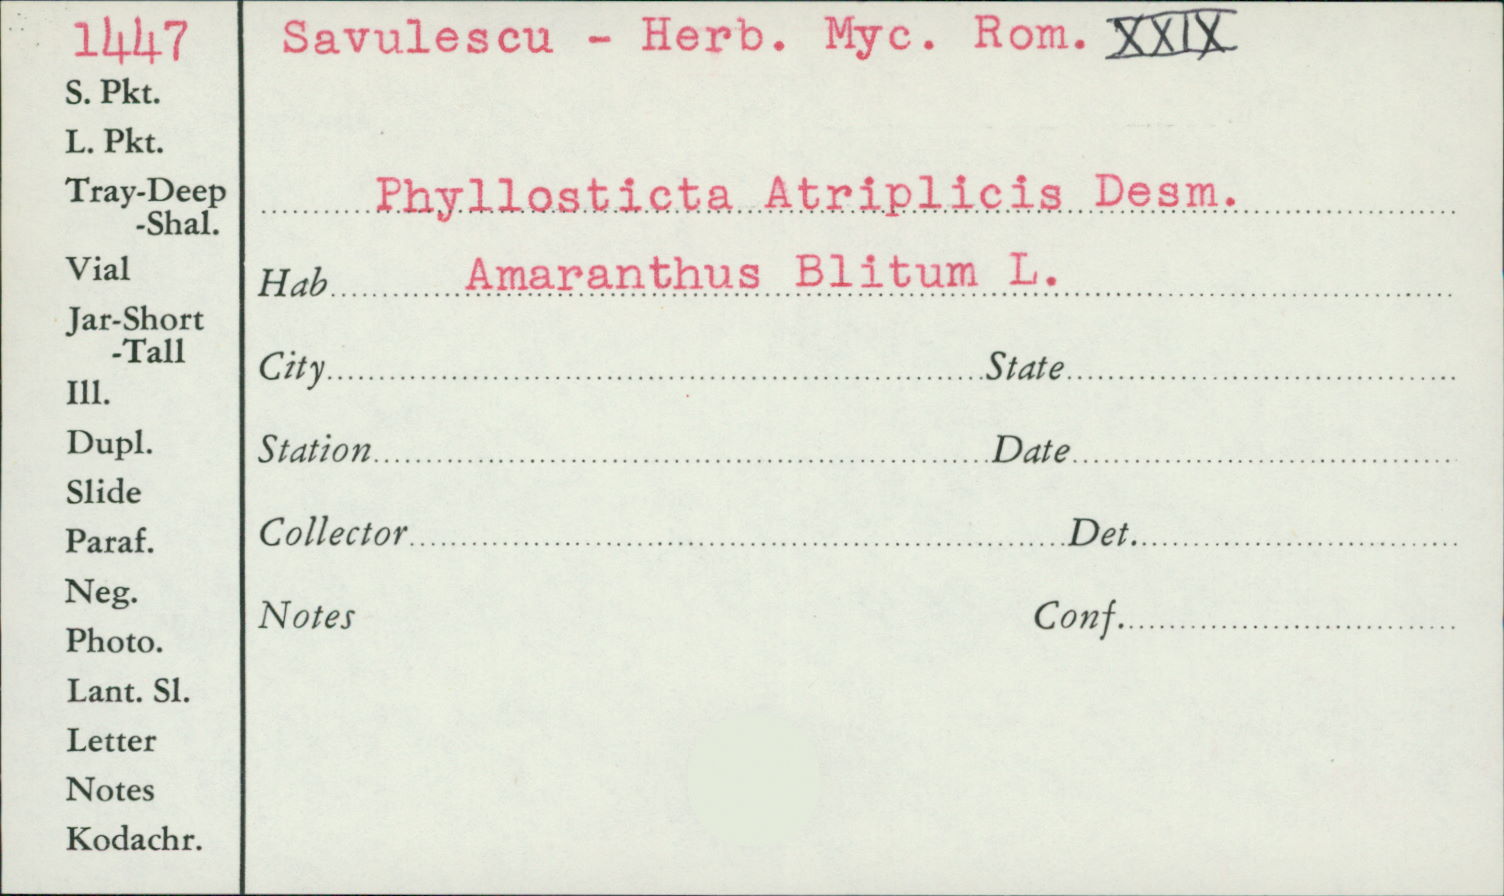 1447
S. Pkt.
L. Pkt.
Tray-Deep
-Shal.
Vial
Jar-Short
-Tall
Ill.
Dupl.
Slide
Paraf.
Neg.
Photo.
Lant. Sl.
Letter
Notes
Kodachr.
Savulescu - Herb. Myc. Rom. XXIX
Phyllosticta Atriplicis Desm.
Hab Amaranthus Blitum L.
City State
Station Date
Collector Det.
Notes Conf.